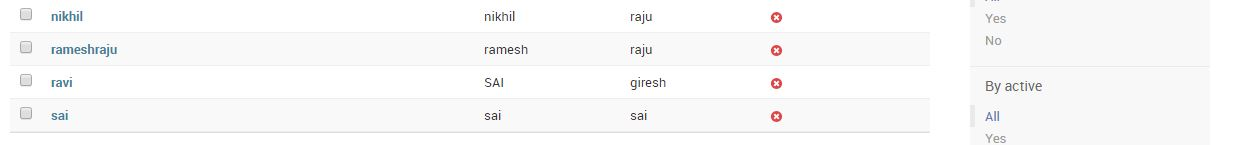 nikhil nikhil raju
rameshraju ramesh raju
ravi SAI giresh
sai sai sai
Yes
No
By active
All
Yes